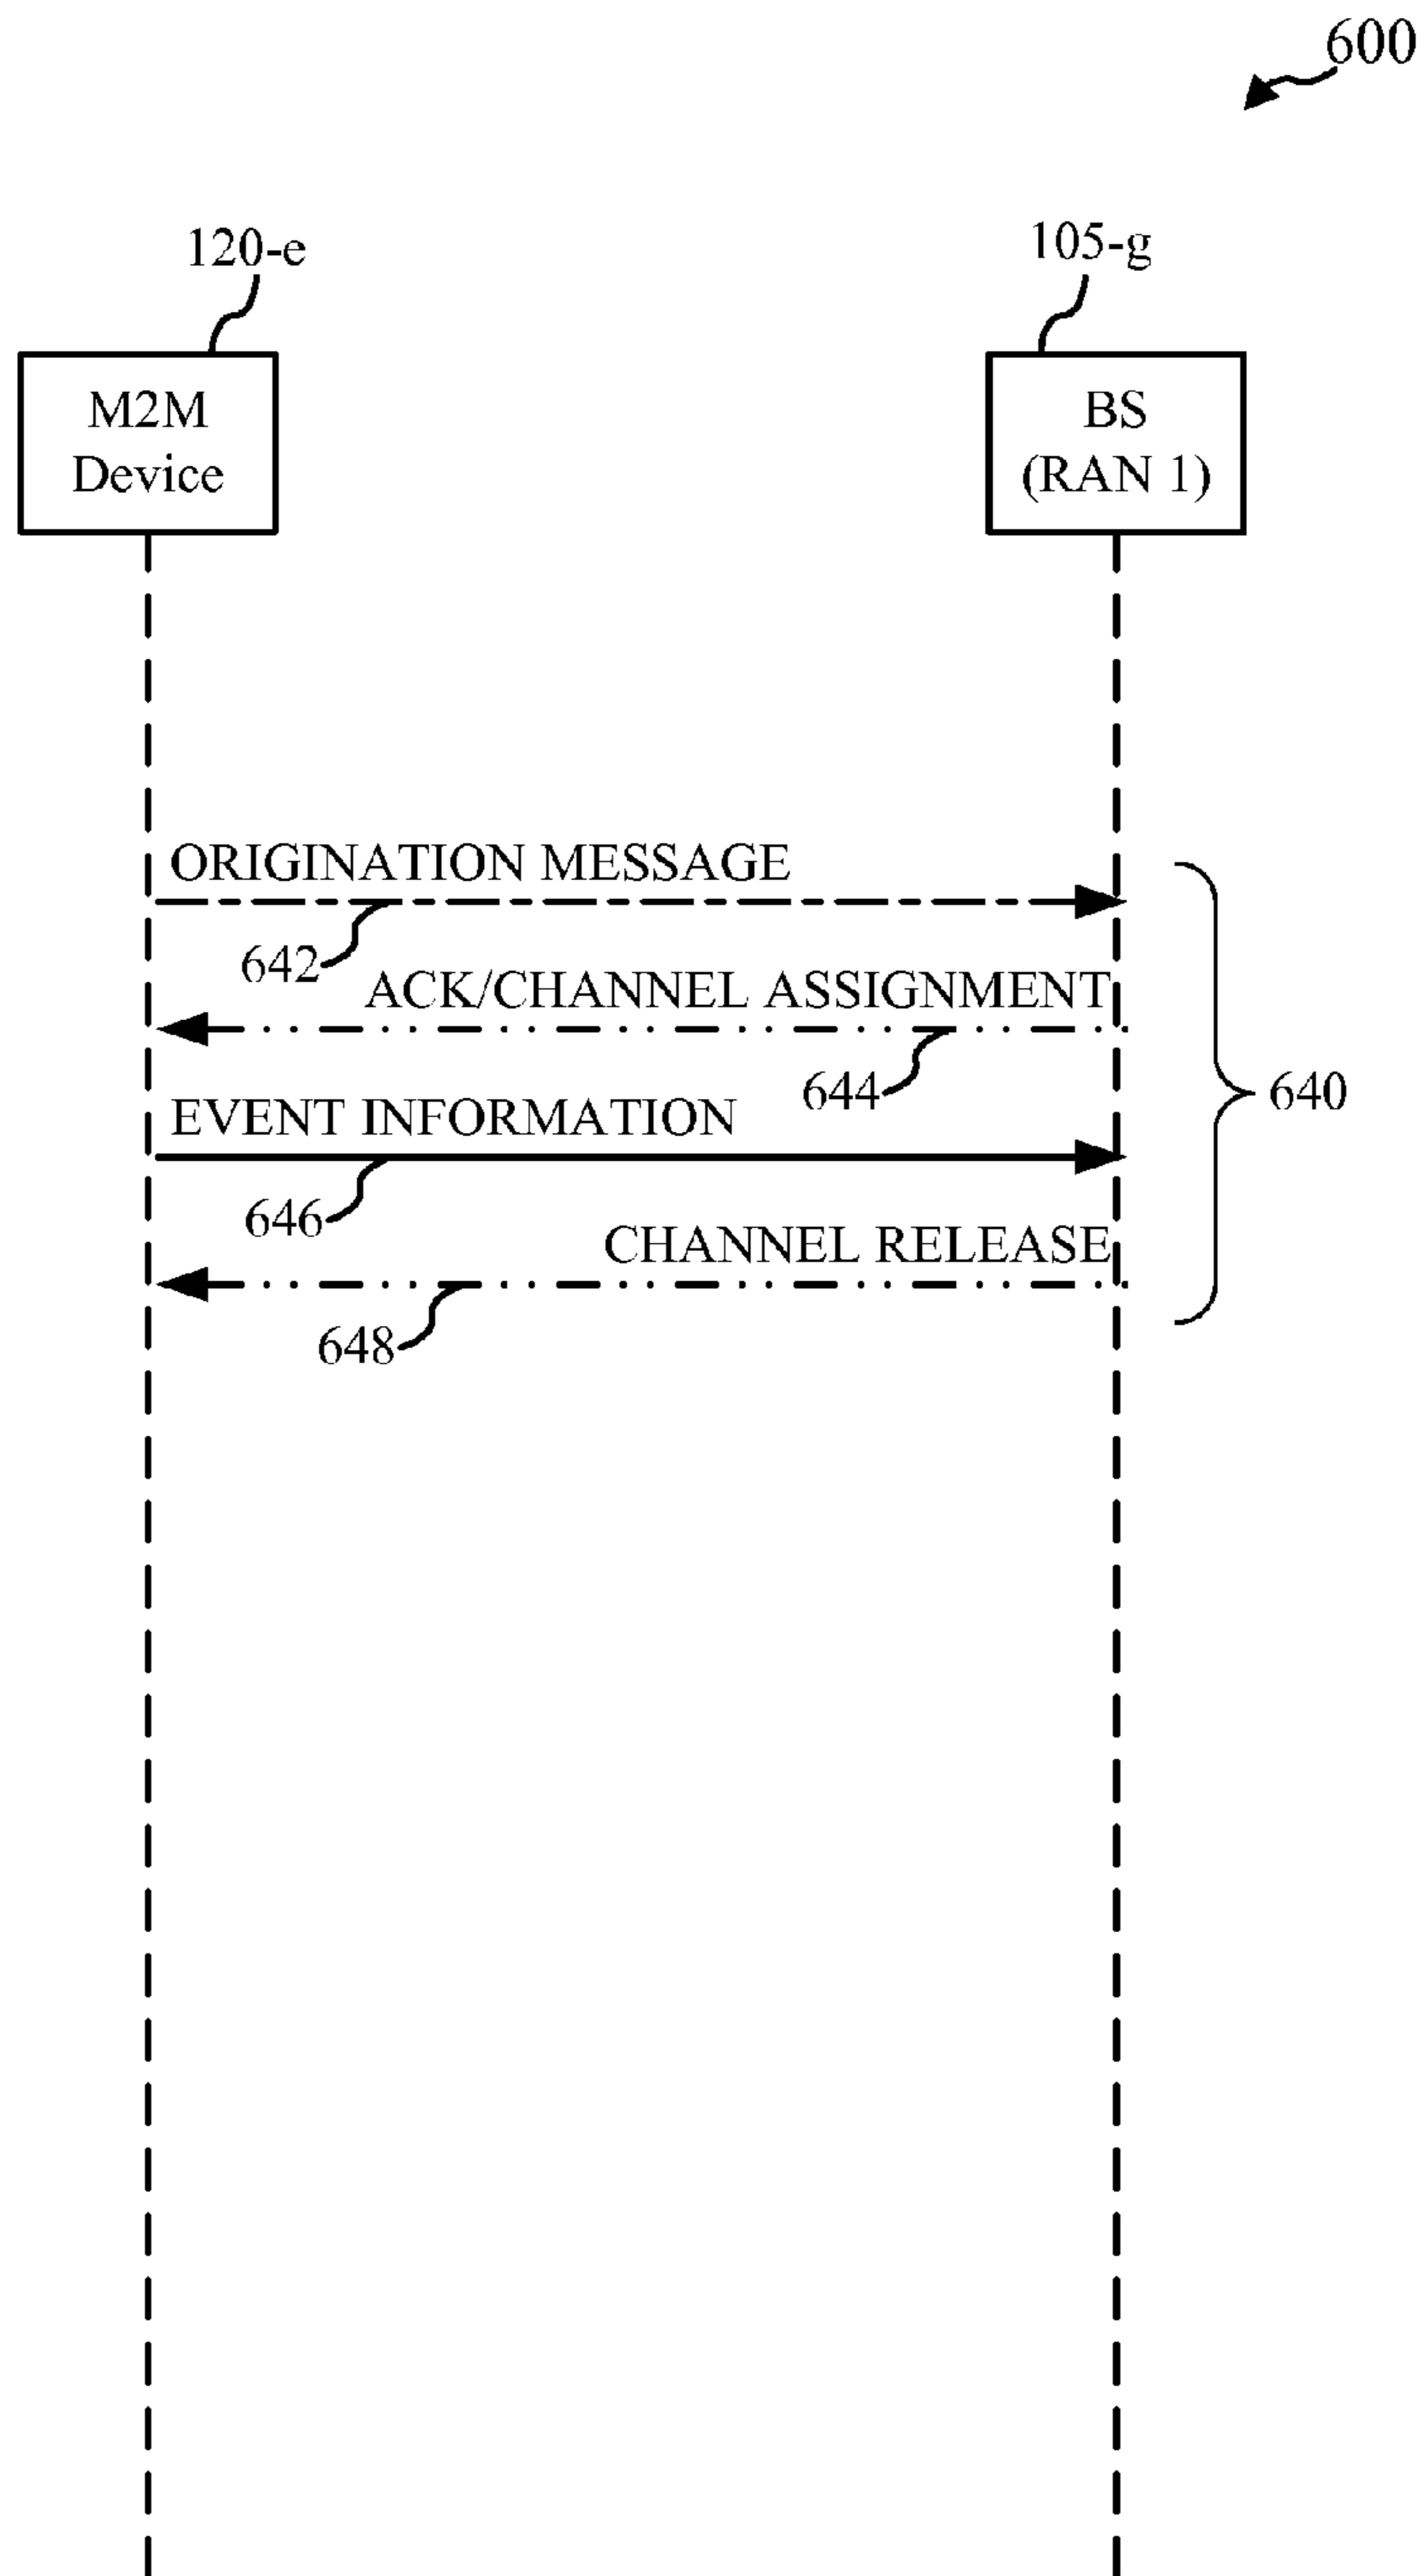 600
120-e
105-g
M2M
Device
BS
(RAN 1)
ORIGINATION MESSAGE
642
ACK/CHANNEL ASSIGNMENT
644
640
EVENT INFORMATION
646
CHANNEL RELEASE
648